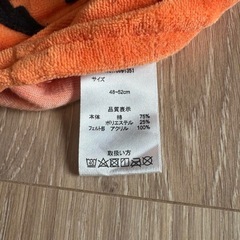 サイズ
48~52cm
品質表示
本体 綿 75%
ポリエステル 25%
フェルト部 アクリル 100%
取扱い方